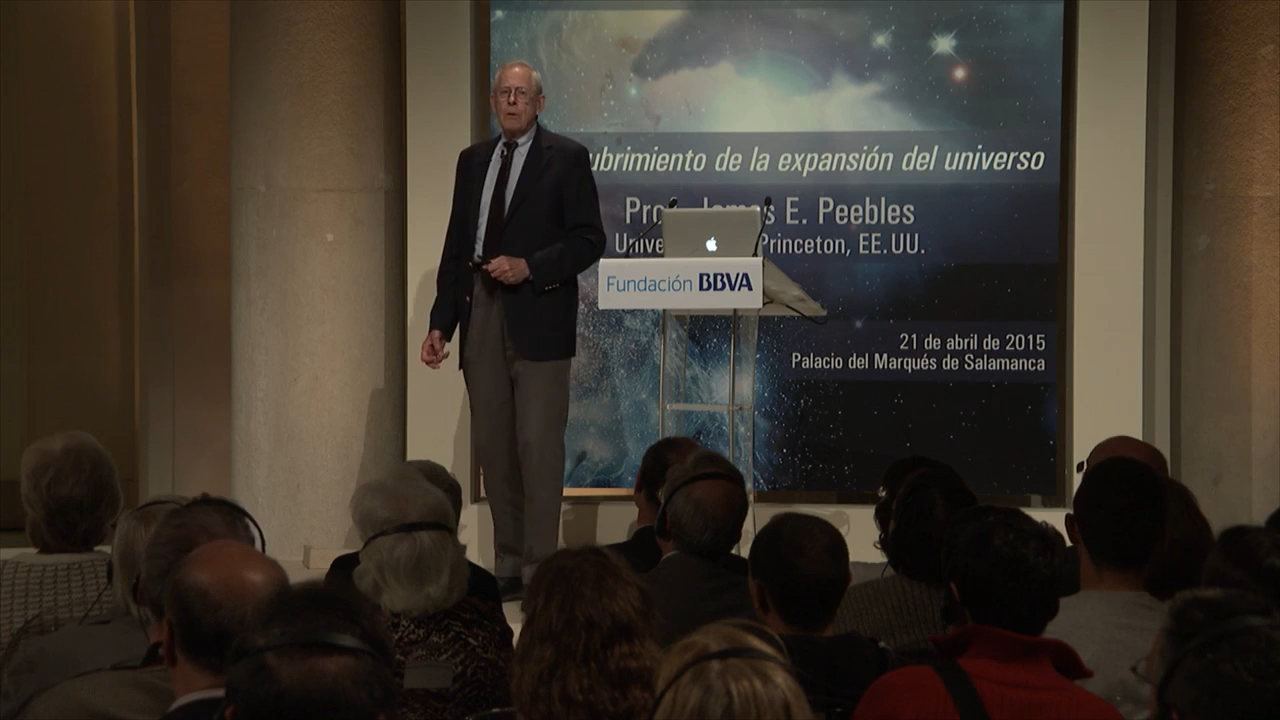 de la expansión del universo
E. Peebles
Princeton, EE.UU.
Fundación BBVA
21 de abril de 2015
Palacio del Marqués de Salamanca